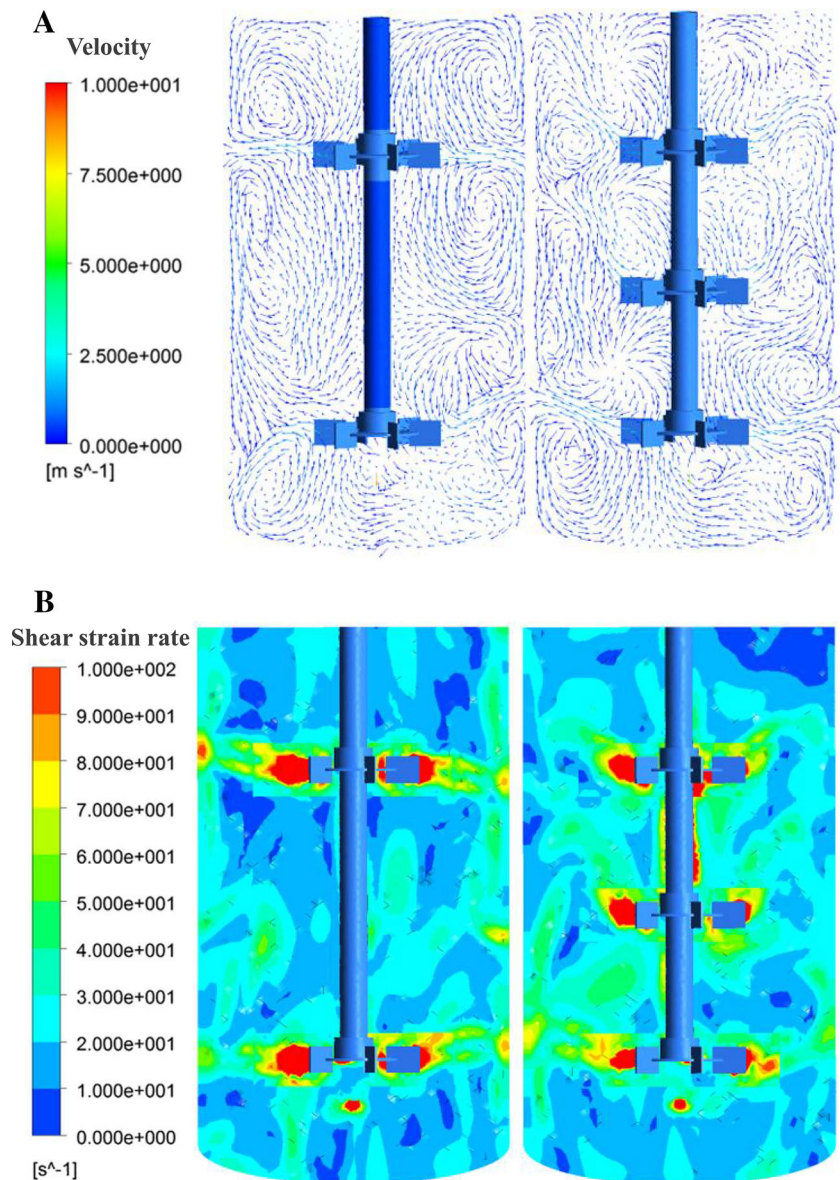 A
Velocity
1.000e+001
7.500e+000
5.000e+000
2.500e+000
0.000e+000
[m s^-1]
B
Shear strain rate
1.000e+002
9.000e+001
8.000e+001
7.000e+001
6.000e+001
5.000e+001
4.000e+001
3.000e+001
2.000e+001
1.000e+001
0.000e+000
[s^-1]